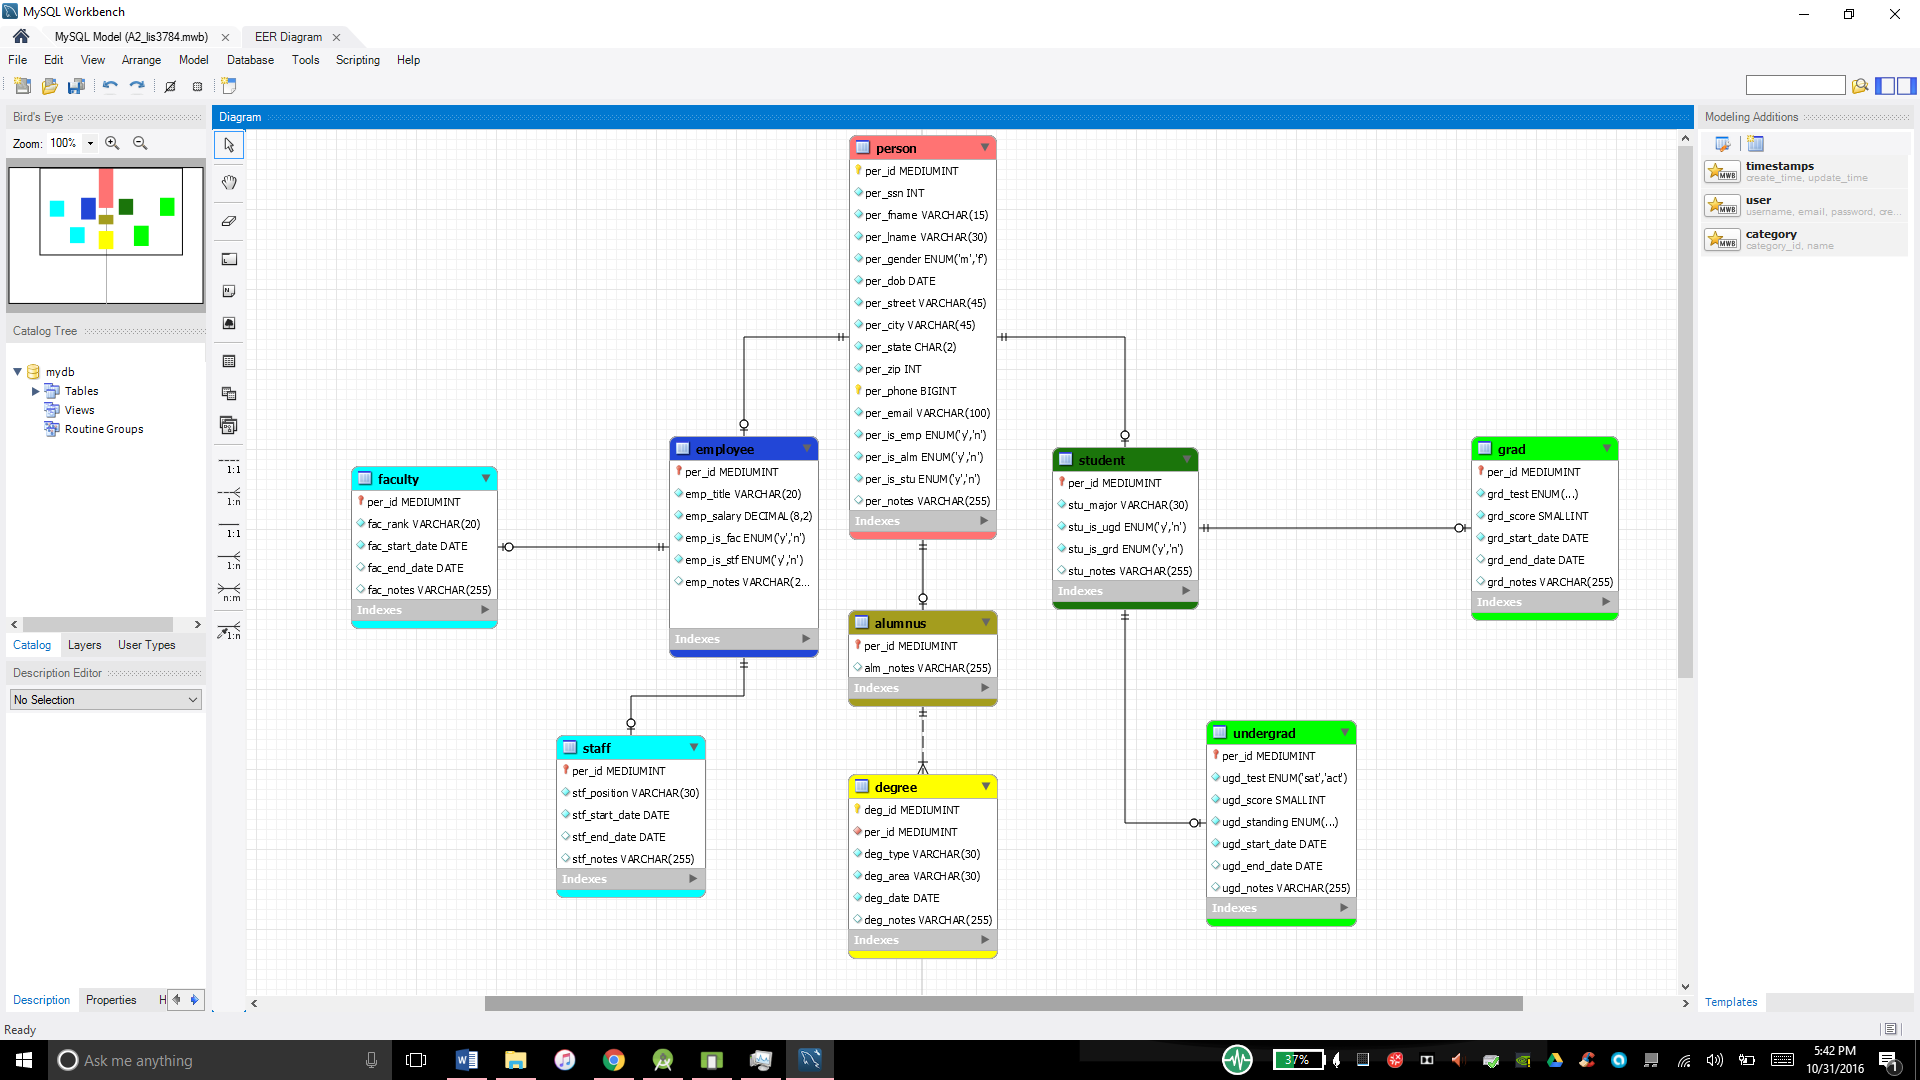 MySQL Workbench
MySQL Model (A2_lis3784.mwb)
EER Diagram
File Edit View Arrange Model Database Tools Scripting Help
Bird's Eye
Zoom: 100%
Catalog Tree
mydb
Tables
Views
Routine Groups
Catalog Layers User Types
Description Editor
No Selection
Description Properties H
Ready
Diagram
1:1
1:n
1:1
1:n
n:m
1:n
person
per_id MEDIUMINT
per_ssn INT
per_fname VARCHAR(15)
per_lname VARCHAR(30)
per_gender ENUM('m','f')
per_dob DATE
per_street VARCHAR(45)
per_city VARCHAR(45)
per_state CHAR(2)
per_zip INT
per_phone BIGINT
per_email VARCHAR(100)
per_is_emp ENUM('y','n')
per_is_alm ENUM('y','n')
per_is_stu ENUM('y','n')
per_notes VARCHAR(255)
Indexes
faculty
per_id MEDIUMINT
fac_rank VARCHAR(20)
fac_start_date DATE
fac_end_date DATE
fac_notes VARCHAR(255)
Indexes
employee
per_id MEDIUMINT
emp_title VARCHAR(20)
emp_salary DECIMAL(8,2)
emp_is_fac ENUM('y','n')
emp_is_stf ENUM('y','n')
emp_notes VARCHAR(2...
Indexes
student
per_id MEDIUMINT
stu_major VARCHAR(30)
stu_is_ugd ENUM('y','n')
stu_is_grd ENUM('y','n')
stu_notes VARCHAR(255)
Indexes
grad
per_id MEDIUMINT
grd_test ENUM(...)
grd_score SMALLINT
grd_start_date DATE
grd_end_date DATE
grd_notes VARCHAR(255)
Indexes
alumnus
per_id MEDIUMINT
alm_notes VARCHAR(255)
Indexes
staff
per_id MEDIUMINT
stf_position VARCHAR(30)
stf_start_date DATE
stf_end_date DATE
stf_notes VARCHAR(255)
Indexes
degree
deg_id MEDIUMINT
per_id MEDIUMINT
deg_type VARCHAR(30)
deg_area VARCHAR(30)
deg_date DATE
deg_notes VARCHAR(255)
Indexes
undergrad
per_id MEDIUMINT
ugd_test ENUM('sat','act')
ugd_score SMALLINT
ugd_standing ENUM(...)
ugd_start_date DATE
ugd_end_date DATE
ugd_notes VARCHAR(255)
Indexes
Modeling Additions
MWB
timestamps
create_time, update_time
MWB
user
username, email, password, cre...
MWB
category
category_id, name
Templates
Ask me anything
37%
5:42 PM
10/31/2016
1